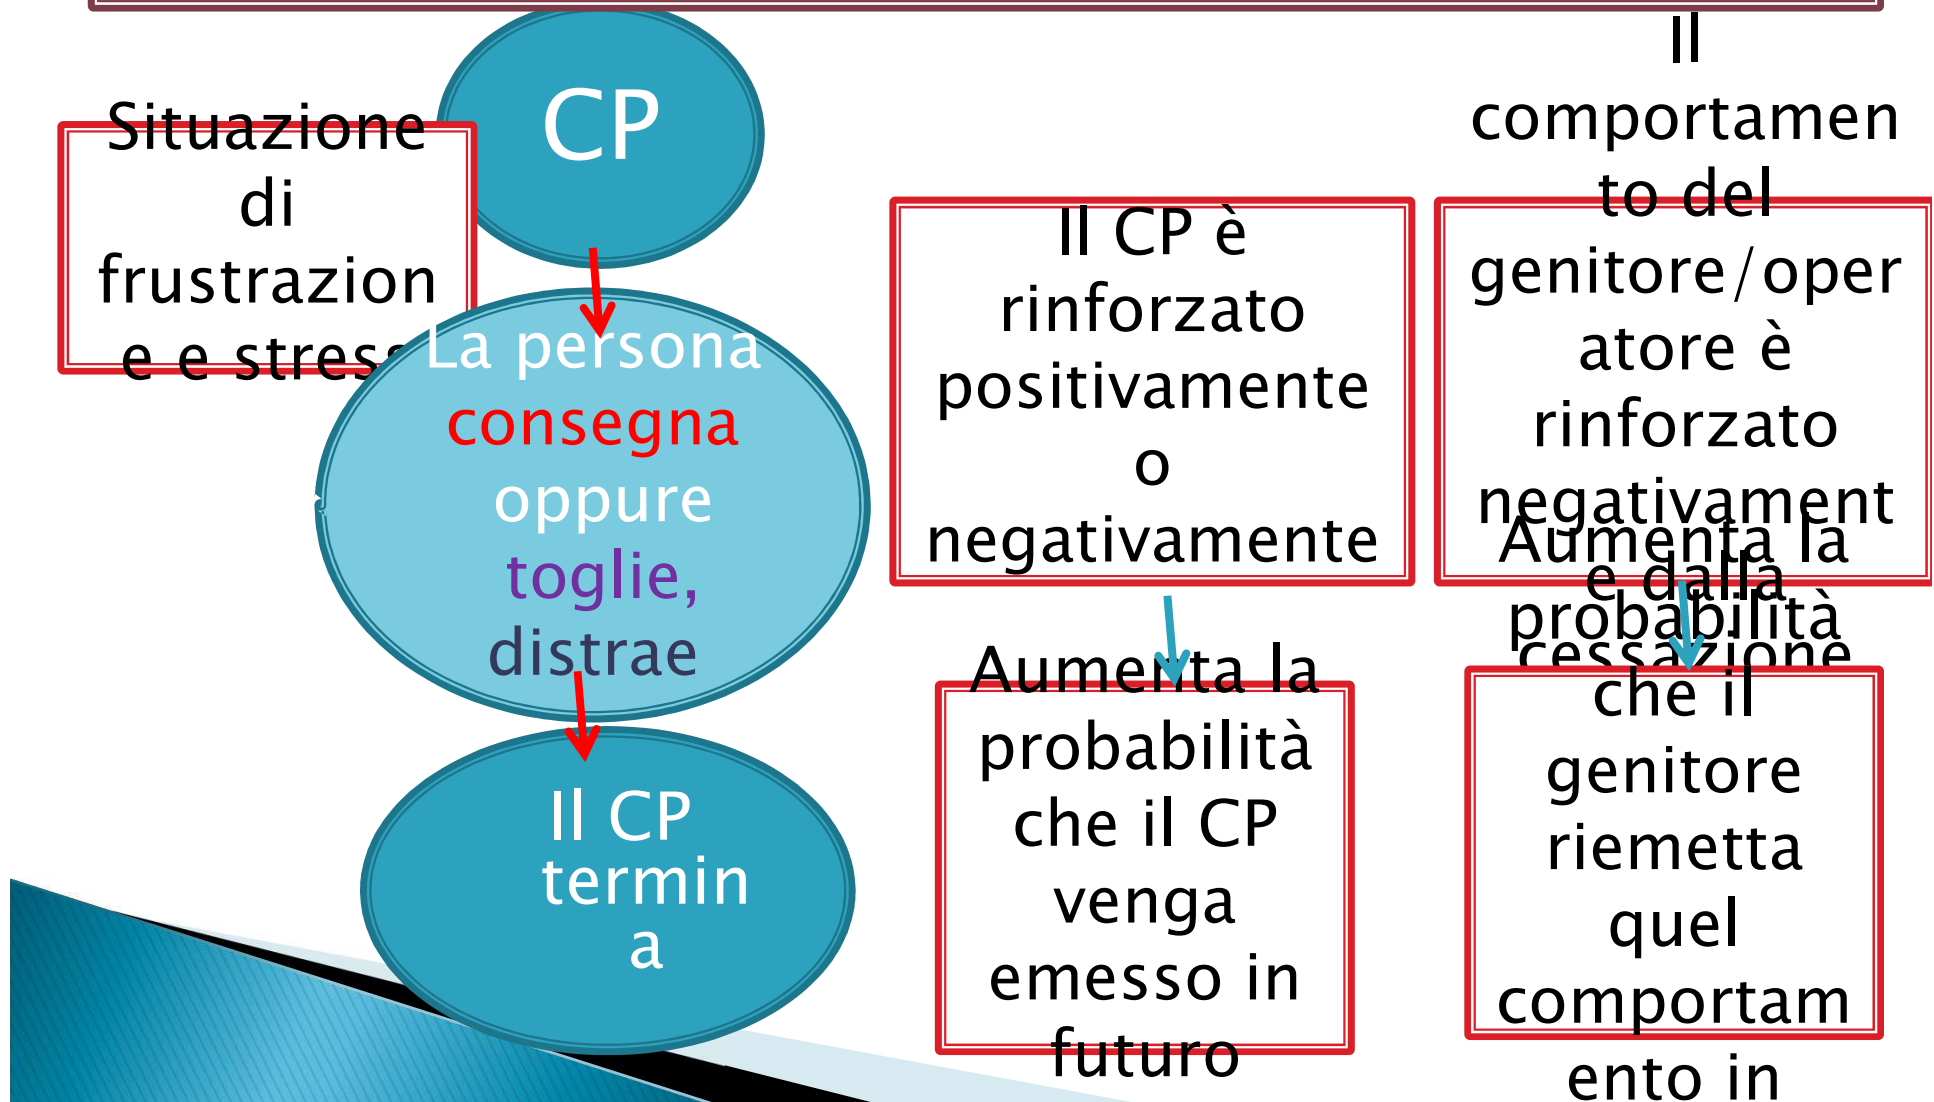 CP
Situazione
di
frustrazion
e e stress
La persona
consegna
oppure
toglie,
distrae
Il CP
termin
a
Il CP è
rinforzato
positivamente
o
negativamente
Aumenta la
probabilità
che il CP
venga
emesso in
futuro
Il
comportamen
to del
genitore/oper
atore è
rinforzato
negativament
e dalla
cessazione
Aumenta la
probabilità
che il
genitore
riemetta
quel
comportam
ento in